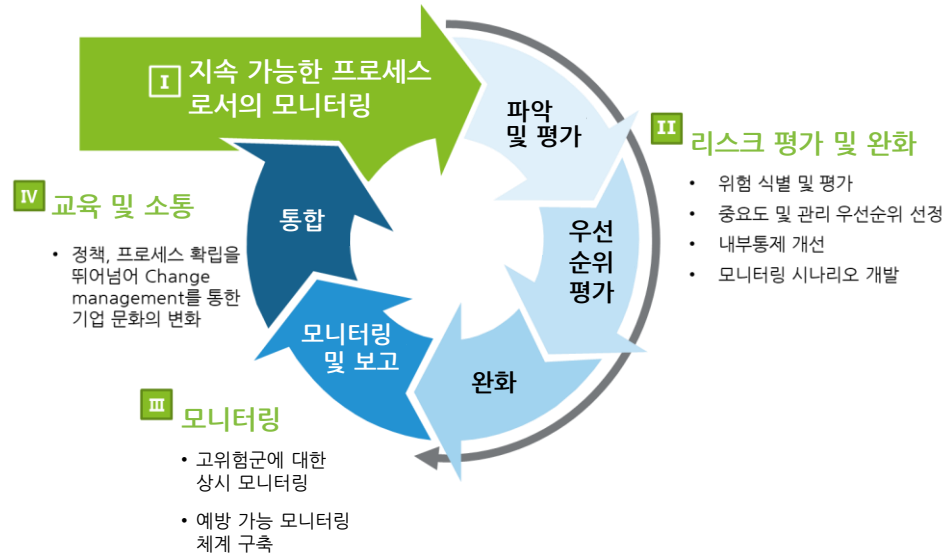 I 지속 가능한 프로세스
로서의 모니터링
파악
및 평가
II 리스크 평가 및 완화
• 위험 식별 및 평가
• 중요도 및 관리 우선순위 선정
• 내부통제 개선
• 모니터링 시나리오 개발
우선
순위
평가
완화
모니터링
및 보고
III 모니터링
• 고위험군에 대한
상시 모니터링
• 예방 가능 모니터링
체계 구축
통합
IV 교육 및 소통
• 정책, 프로세스 확립을
뛰어넘어 Change
management를 통한
기업 문화의 변화